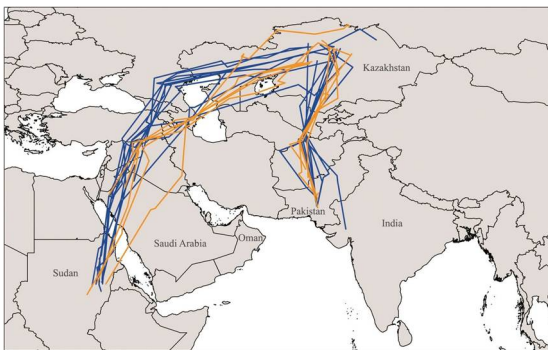 Kazakhstan
Pakistan
India
Saudi Arabia
Oman
Sudan